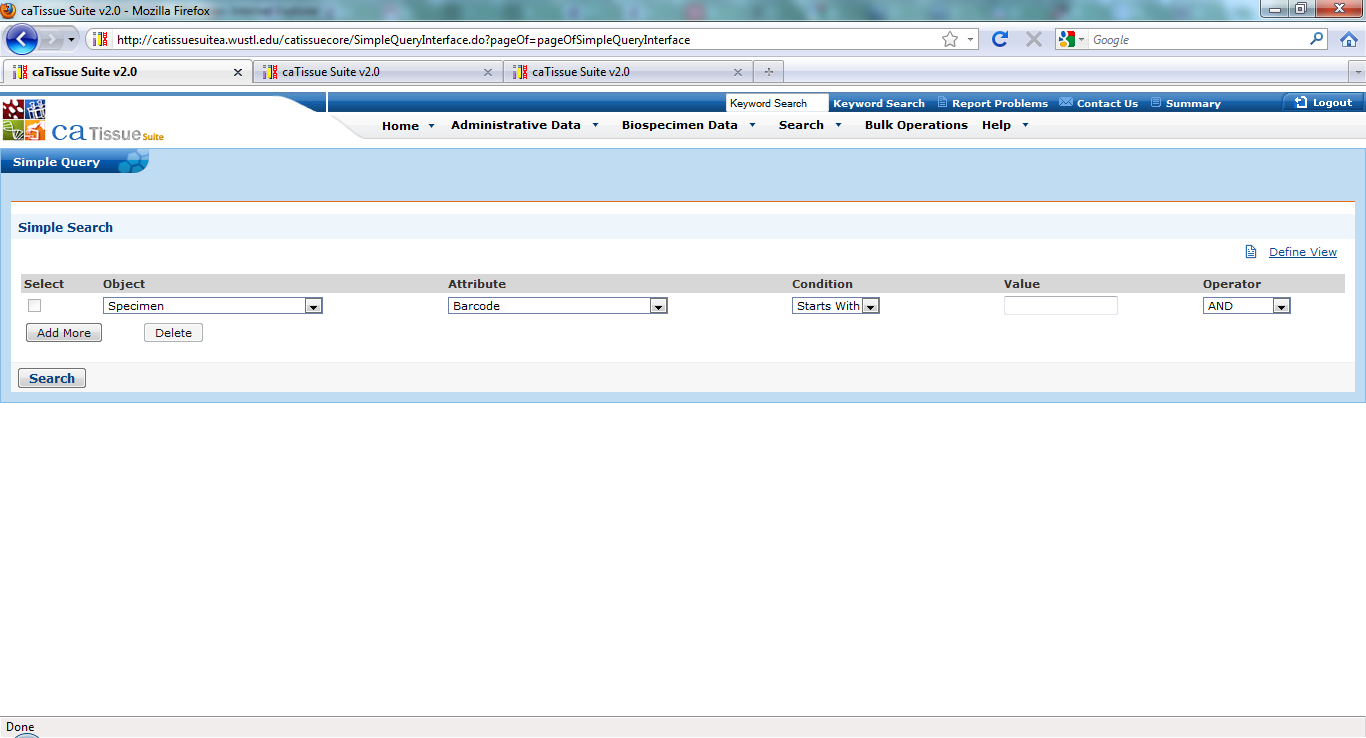 caTissue Suite v2.0 - Mozilla Firefox
http://catissuesuitea.wustl.edu/catissuecore/SimpleQueryInterface.do?pageOf=pageOfSimpleQueryInterface
Google
caTissue Suite v2.0
caTissue Suite v2.0
caTissue Suite v2.0
Keyword Search Keyword Search Report Problems Contact Us Summary Logout
ca Tissue Suite
Home Administrative Data Biospecimen Data Search Bulk Operations Help
Simple Query
Simple Search
Define View
Select Object Attribute Condition Value Operator
Specimen Barcode Starts With AND
Add More Delete
Search
Done